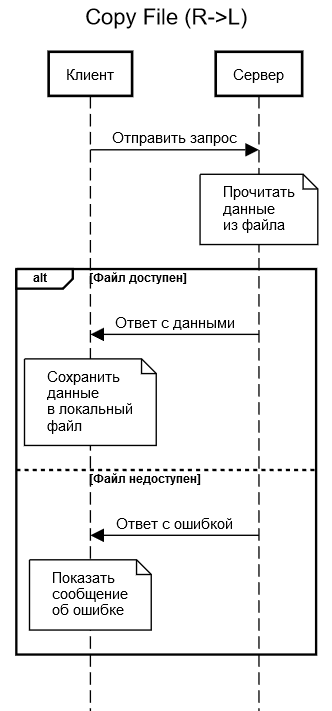 Copy File (R->L)
Клиент
Сервер
Отправить запрос
Прочитать
данные
из файла
alt
[Файл доступен]
Ответ с данными
Сохранить
данные
в локальный
файл
[Файл недоступен]
Ответ с ошибкой
Показать
сообщение
об ошибке